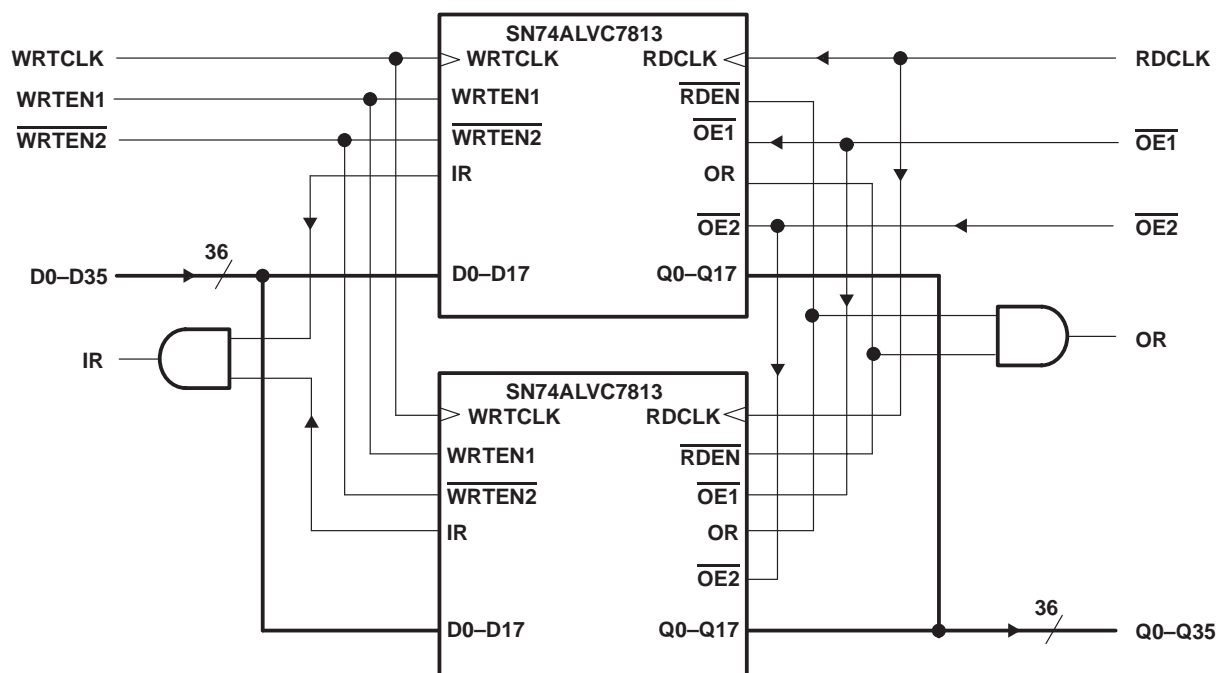 SN74ALVC7813
WRTCLK
WRTCLK
RDCLK
RDCLK
WRTEN1
WRTEN1
RDEN
WRTEN2
WRTEN2
OE1
OE1
IR
OR
OE2
OE2
36
D0–D35
D0–D17
Q0–Q17
IR
OR
SN74ALVC7813
WRTCLK
RDCLK
WRTEN1
RDEN
WRTEN2
OE1
IR
OR
OE2
D0–D17
Q0–Q17
36
Q0–Q35